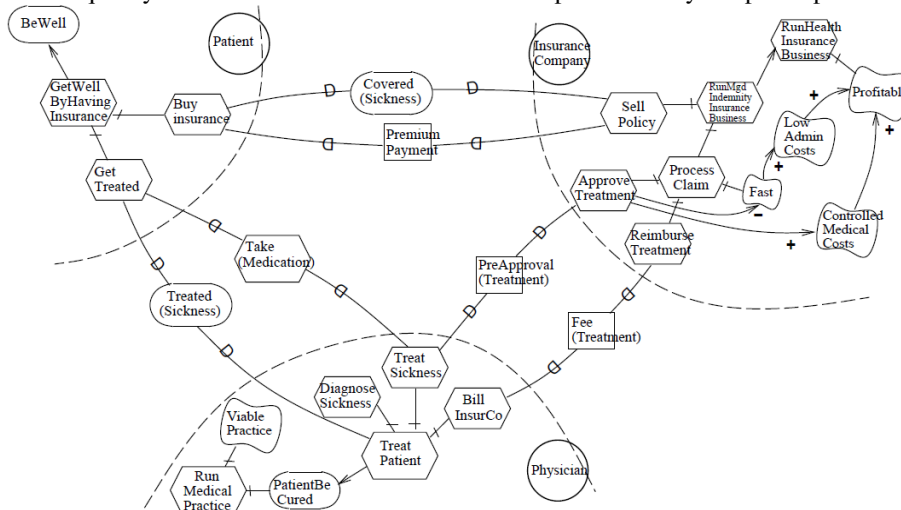 BeWell
Patient
Insurance
Company
RunHealth
Insurance
Business
GetWell
ByHaving
Insurance
Buy
insurance
Covered
(Sickness)
D
D
Sell
Policy
RunMgd
Indemnity
Insurance
Business
Profitable
+
+
Low
Admin
Costs
+
Premium
Payment
D
D
Get
Treated
Approve
Treatment
Process
Claim
Fast
−
Controlled
Medical
Costs
+
Reimburse
Treatment
D
D
D
Take
(Medication)
D
PreApproval
(Treatment)
D
D
Treated
(Sickness)
D
Fee
(Treatment)
D
Treat
Sickness
Diagnose
Sickness
Bill
InsurCo
Viable
Practice
Treat
Patient
Run
Medical
Practice
PatientBe
Cured
Physician